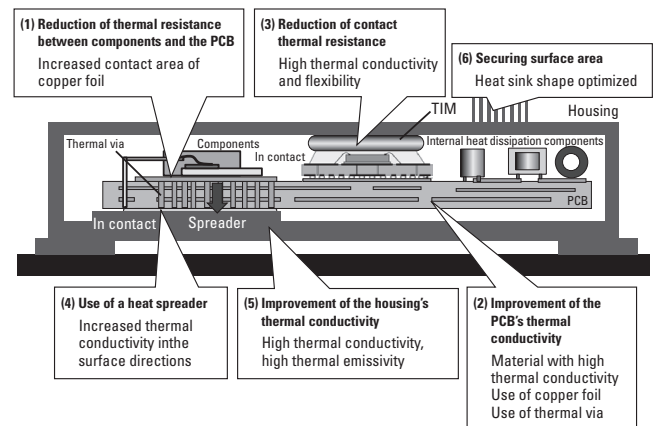 (1) Reduction of thermal resistance
between components and the PCB
Increased contact area of
copper foil
(3) Reduction of contact
thermal resistance
High thermal conductivity
and flexibility
(6) Securing surface area
Heat sink shape optimized
TIM
Housing
Thermal via
Components
In contact
Internal heat dissipation components
PCB
In contact
Spreader
(4) Use of a heat spreader
Increased thermal
conductivity inthe
surface directions
(5) Improvement of the housing's
thermal conductivity
High thermal conductivity,
high thermal emissivity
(2) Improvement of the
PCB's thermal
conductivity
Material with high
thermal conductivity
Use of copper foil
Use of thermal via